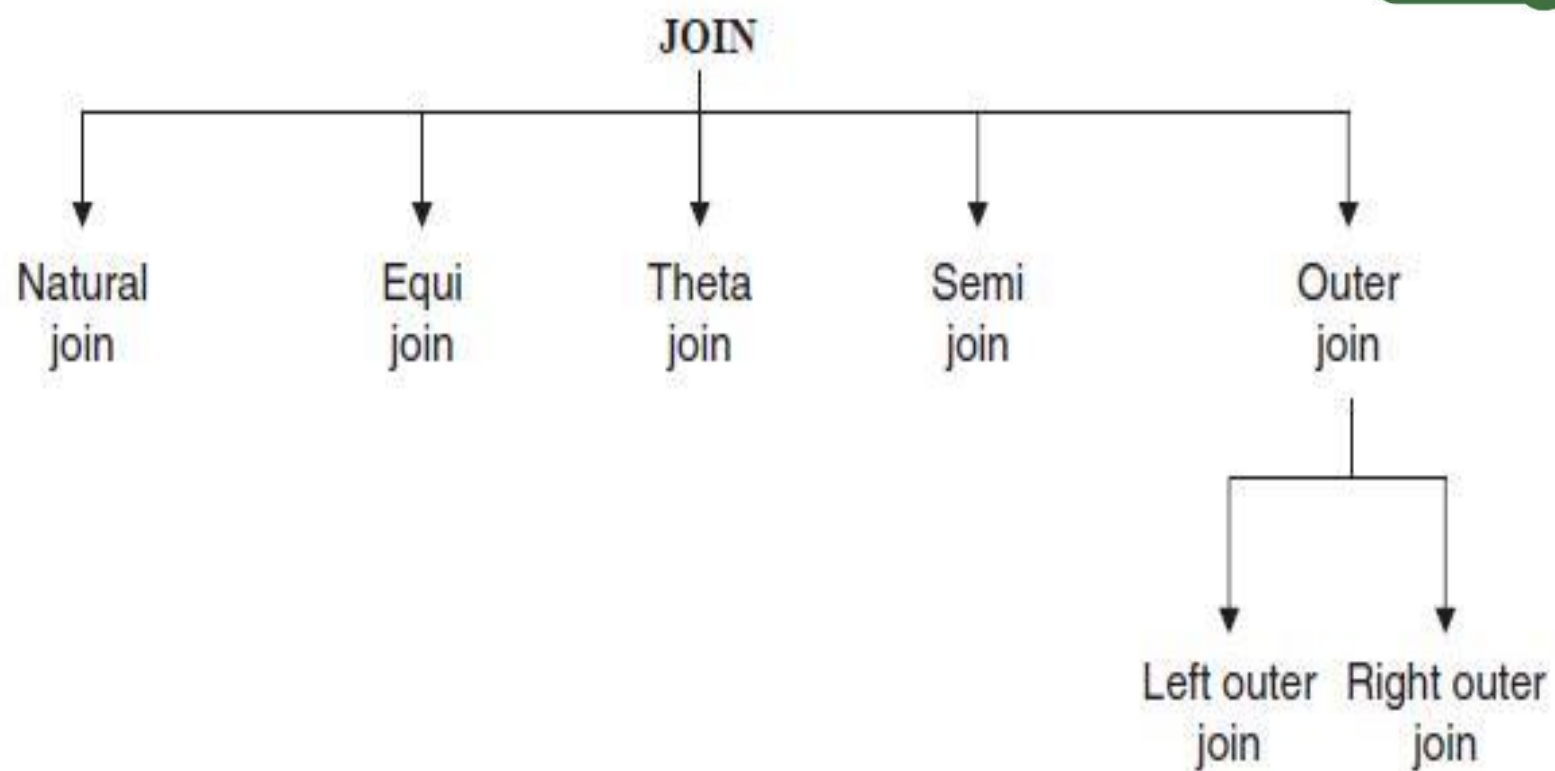 JOIN
Natural
join
Equi
join
Theta
join
Semi
join
Outer
join
Left outer
join
Right outer
join